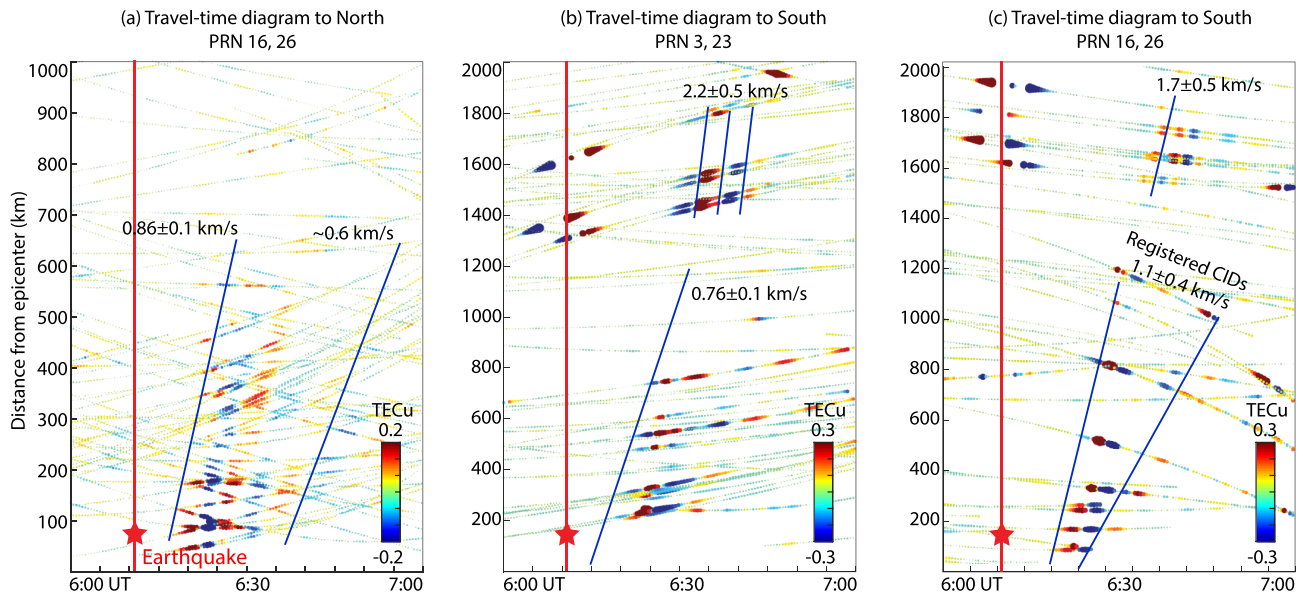 (a) Travel-time diagram to North
PRN 16, 26
Distance from epicenter (km)
1000
900
800
700
600
500
400
300
200
100
0.86±0.1 km/s
~0.6 km/s
TECu
0.2
-0.2
Earthquake
6:00 UT
6:30
7:00
(b) Travel-time diagram to South
PRN 3, 23
2000
1800
1600
1400
1200
1000
800
600
400
200
2.2±0.5 km/s
0.76±0.1 km/s
TECu
0.3
-0.3
6:00 UT
6:30
7:00
(c) Travel-time diagram to South
PRN 16, 26
2000
1800
1600
1400
1200
1000
800
600
400
200
1.7±0.5 km/s
Registered CIDs
1.1±0.4 km/s
TECu
0.3
-0.3
6:00 UT
6:30
7:00